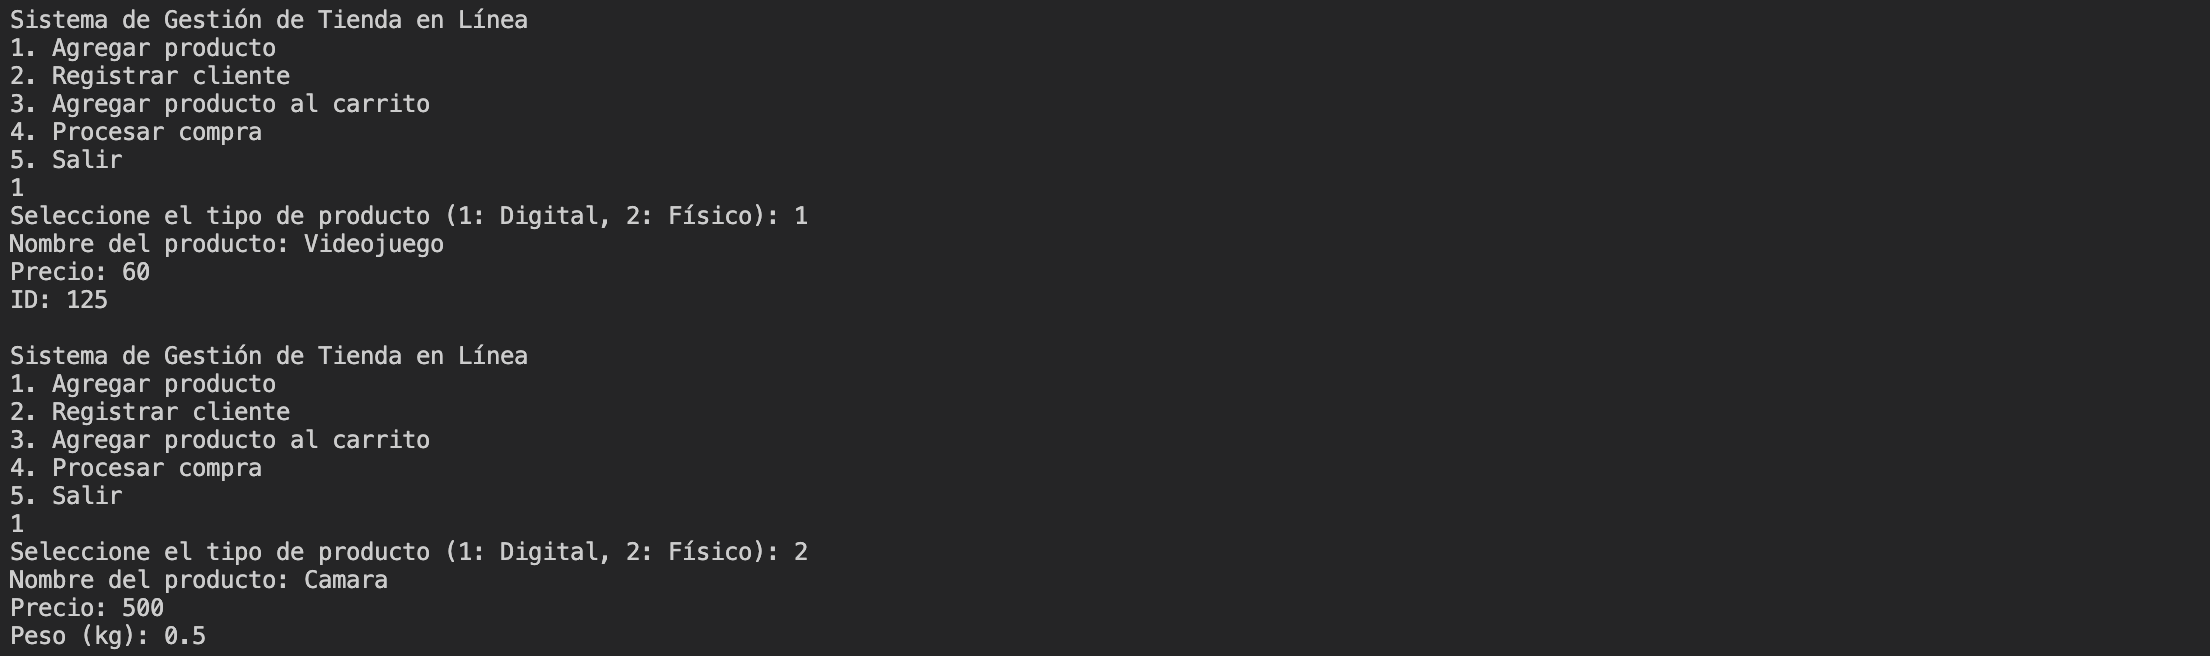 Sistema de Gestión de Tienda en Línea
1. Agregar producto
2. Registrar cliente
3. Agregar producto al carrito
4. Procesar compra
5. Salir
1
Seleccione el tipo de producto (1: Digital, 2: Físico): 1
Nombre del producto: Videojuego
Precio: 60
ID: 125

Sistema de Gestión de Tienda en Línea
1. Agregar producto
2. Registrar cliente
3. Agregar producto al carrito
4. Procesar compra
5. Salir
1
Seleccione el tipo de producto (1: Digital, 2: Físico): 2
Nombre del producto: Camara
Precio: 500
Peso (kg): 0.5